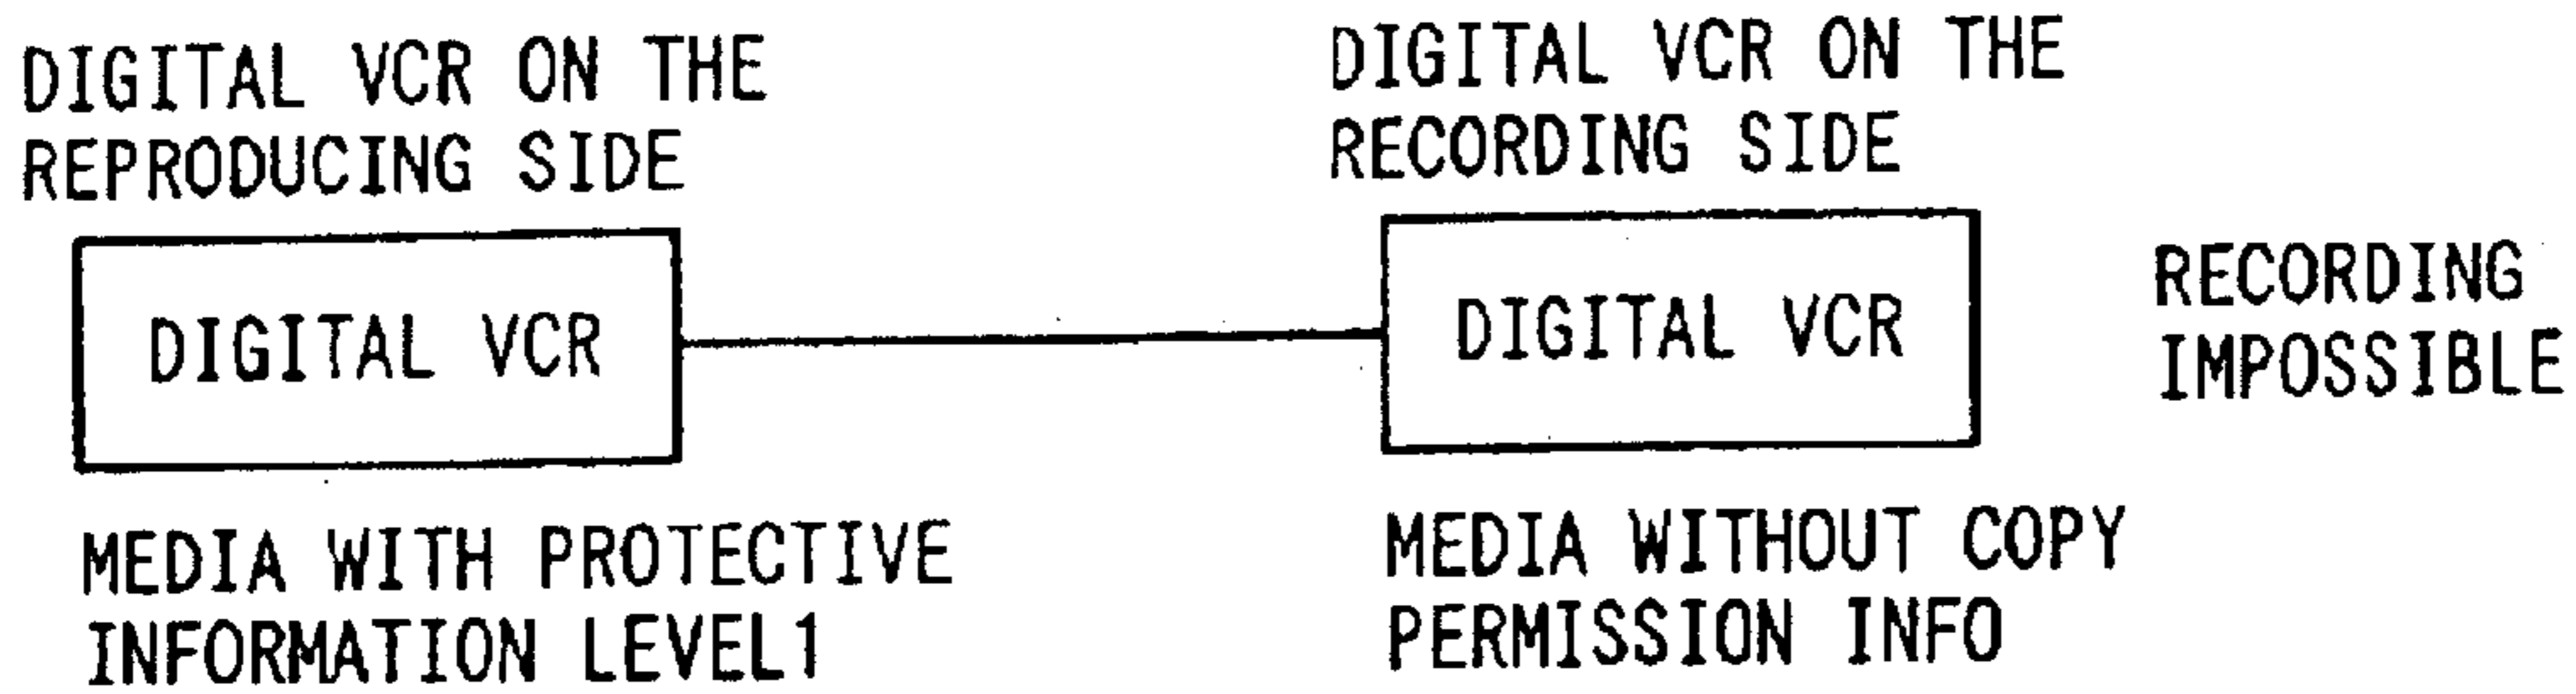 DIGITAL VCR ON THE
REPRODUCING SIDE
DIGITAL VCR
MEDIA WITH PROTECTIVE
INFORMATION LEVEL1
DIGITAL VCR ON THE
RECORDING SIDE
DIGITAL VCR
MEDIA WITHOUT COPY
PERMISSION INFO
RECORDING
IMPOSSIBLE